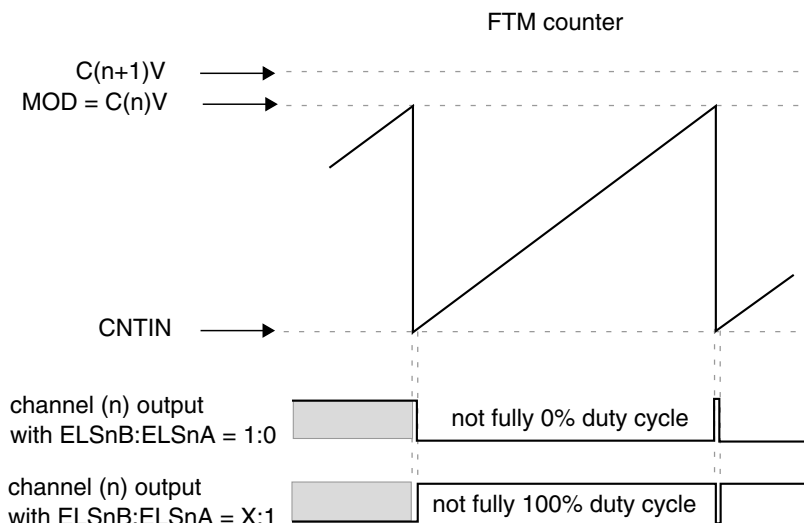 FTM counter
C(n+1)V
MOD = C(n)V
CNTIN
channel (n) output
with ELSnB:ELSnA = 1:0
not fully 0% duty cycle
channel (n) output
with ELSnB:ELSnA = X:1
not fully 100% duty cycle